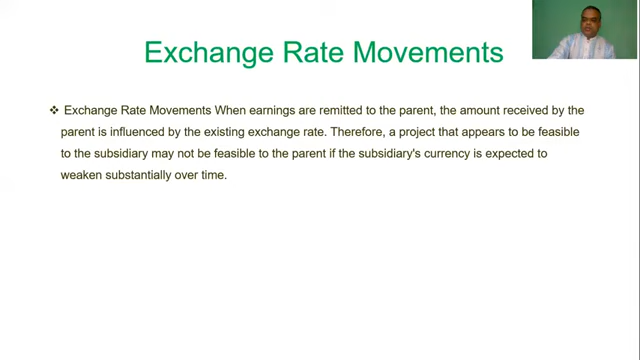 Exchange Rate Movements
❖ Exchange Rate Movements When earnings are remitted to the parent, the amount received by the
parent is influenced by the existing exchange rate. Therefore, a project that appears to be feasible
to the subsidiary may not be feasible to the parent if the subsidiary's currency is expected to
weaken substantially over time.